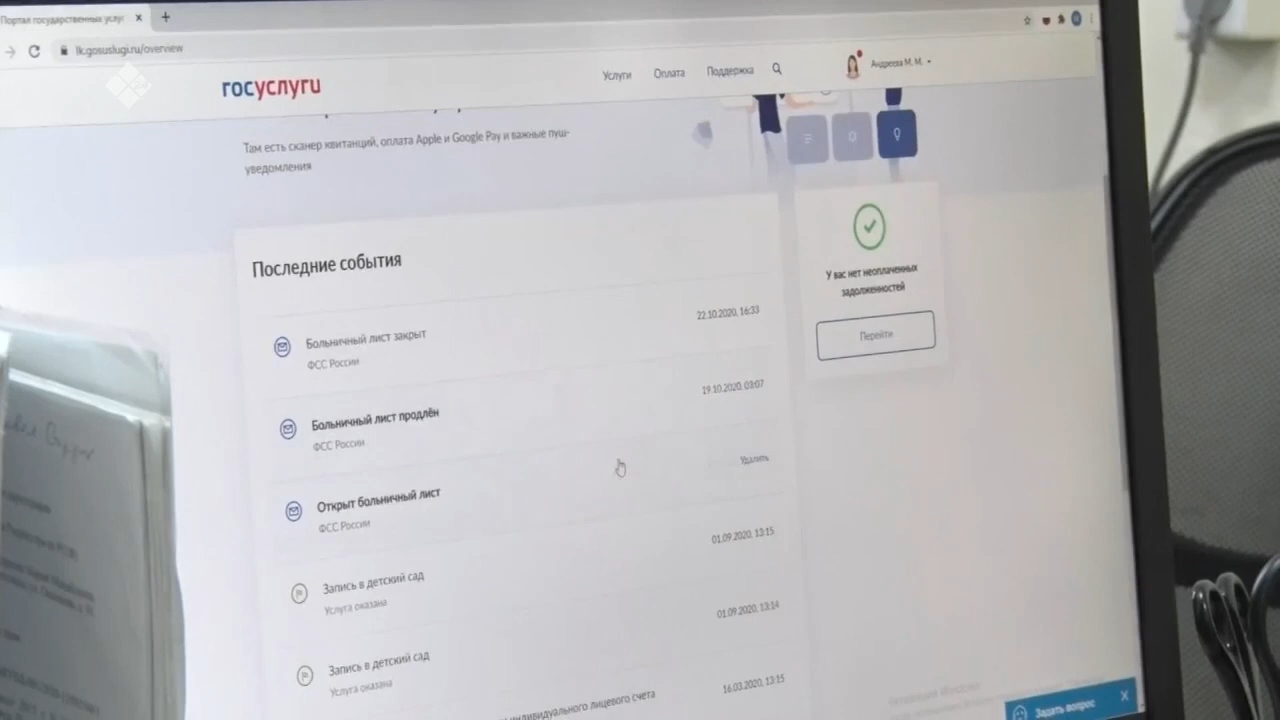 Портал государственных услуг
lk.gosuslugi.ru/overview
24
госуслуги
Услуги
Оплата
Поддержка
Андреева М. М.
Там есть сканер квитанций, оплата Apple и Google Pay и важные пуш-
уведомления
Последние события
Больничный лист закрыт
22.10.2020, 16:33
ФСС России
Больничный лист продлён
19.10.2020, 03:07
ФСС России
Открыт больничный лист
Удалить
ФСС России
Запись в детский сад
01.09.2020, 13:15
Услуга оказана
Запись в детский сад
01.09.2020, 13:14
Услуга оказана
индивидуального лицевого счета
16.03.2020, 13:15
У вас нет неоплаченных
задолженностей
Перейти
Задать вопрос